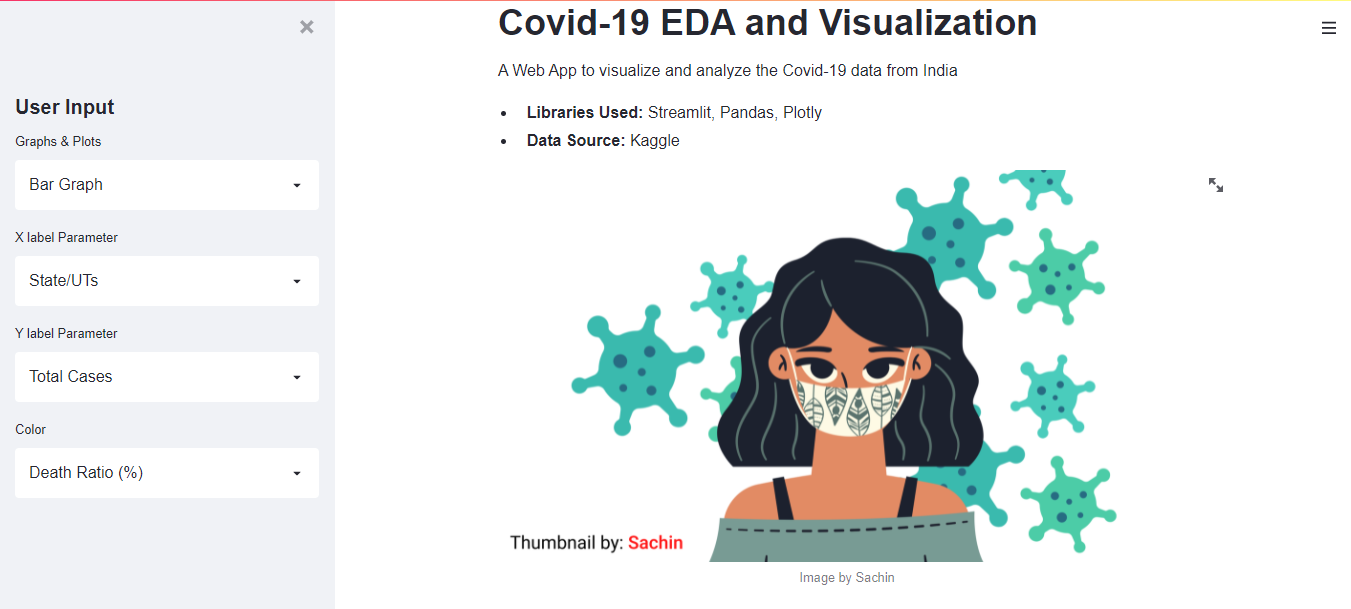 User Input
Graphs & Plots
Bar Graph
X label Parameter
State/UTs
Y label Parameter
Total Cases
Color
Death Ratio (%)
Covid-19 EDA and Visualization
A Web App to visualize and analyze the Covid-19 data from India
Libraries Used: Streamlit, Pandas, Plotly
Data Source: Kaggle
Thumbnail by: Sachin
Image by Sachin